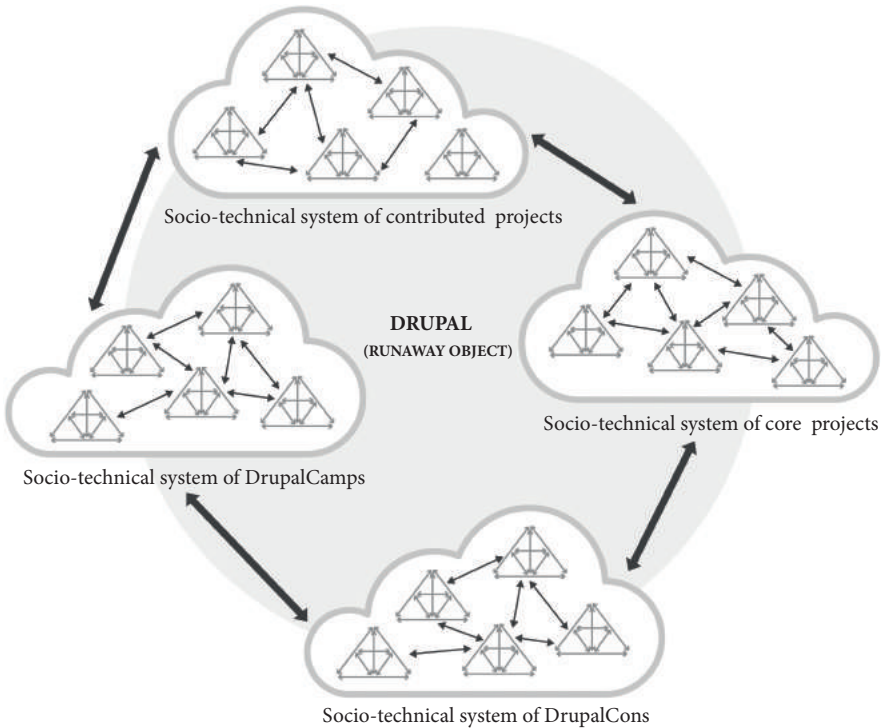 Socio-technical system of contributed projects
DRUPAL
(RUNAWAY OBJECT)
Socio-technical system of core projects
Socio-technical system of DrupalCamps
Socio-technical system of DrupalCons